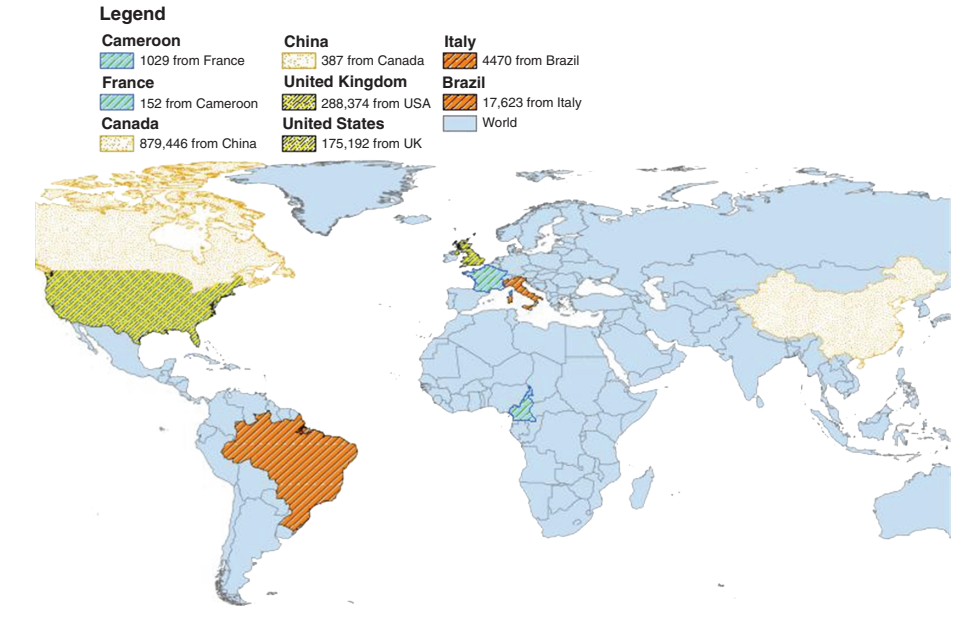 Legend
Cameroon
1029 from France
France
152 from Cameroon
Canada
879,446 from China
China
387 from Canada
United Kingdom
288,374 from USA
United States
175,192 from UK
Italy
4470 from Brazil
Brazil
17,623 from Italy
World